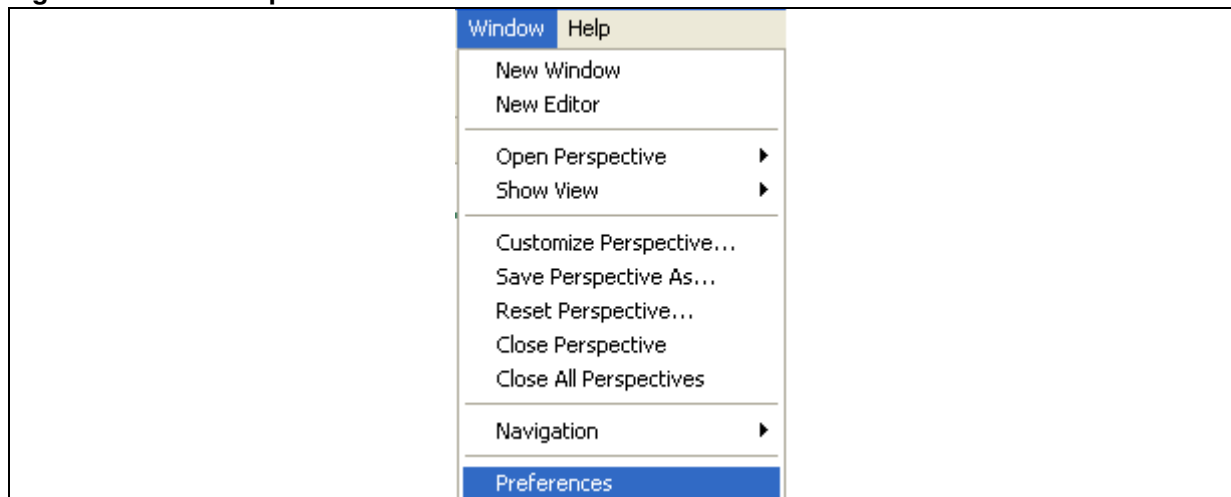 Window Help
New Window
New Editor
Open Perspective
Show View
Customize Perspective...
Save Perspective As...
Reset Perspective...
Close Perspective
Close All Perspectives
Navigation
Preferences